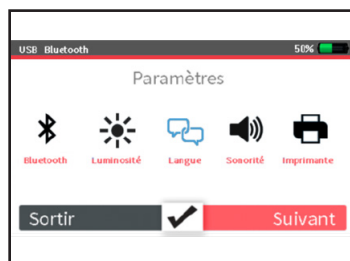 USB Bluetooth 50%
Paramètres
Bluetooth Luminosité Langue Sonorité Imprimante
Sortir Suivant